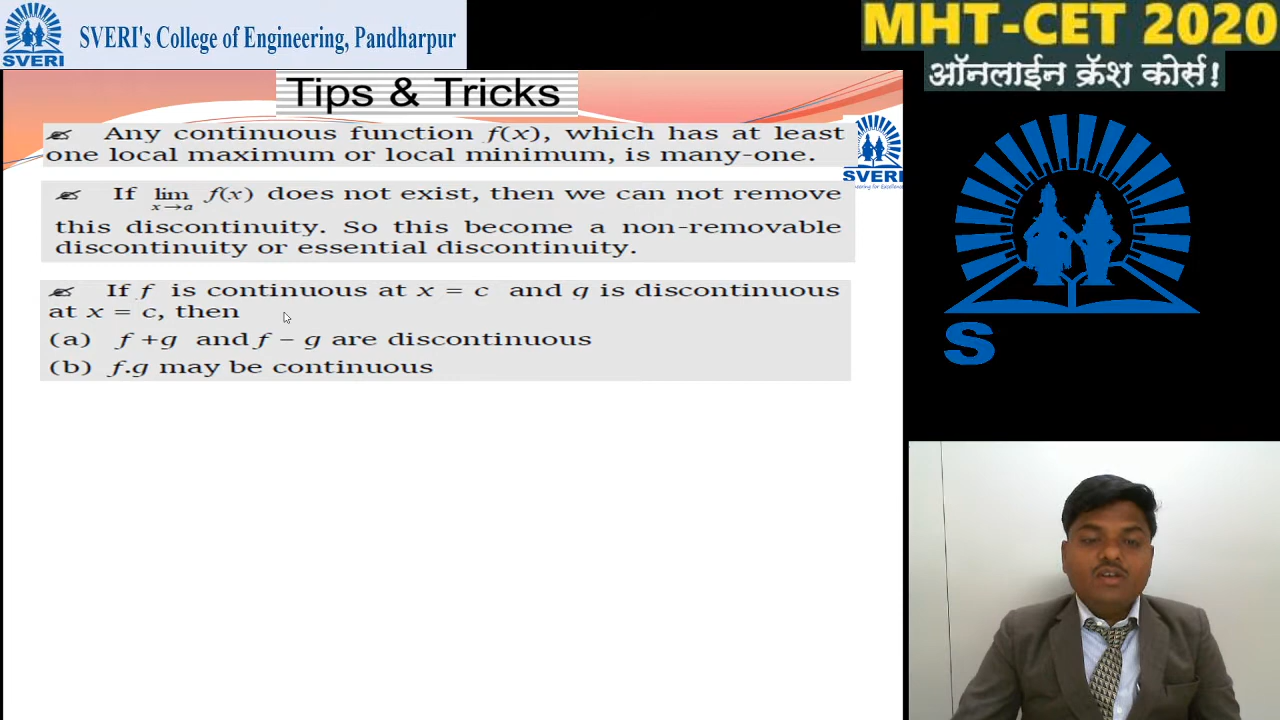 SVERI's College of Engineering, Pandharpur
SVERI
MHT-CET 2020
ऑनलाईन क्रॅश कोर्स!
Tips & Tricks
Any continuous function f(x), which has at least
one local maximum or local minimum, is many-one.
SVERI
Engineering for Excellence
If lim f(x) does not exist, then we can not remove
x→a
this discontinuity. So this become a non-removable
discontinuity or essential discontinuity.
If f is continuous at x = c and g is discontinuous
at x = c, then
(a) f +g and f − g are discontinuous
(b) f.g may be continuous
S